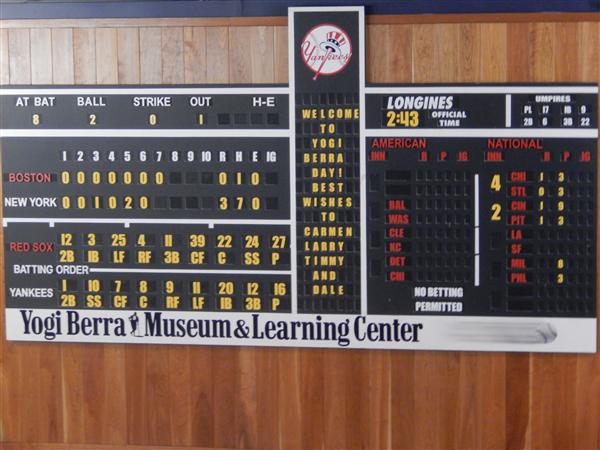 Yankees
AT BAT BALL STRIKE OUT H-E
8 2 0 1
1 2 3 4 5 6 7 8 9 10 R H E IG
BOSTON 0 0 0 0 0 0 0 0 1 0
NEW YORK 0 0 1 0 2 0 3 7 0
RED SOX 12 3 25 4 11 39 22 24 27
2B IB LF RF 3B CF C SS P
BATTING ORDER
YANKEES 1 10 7 8 9 11 20 12 16
2B SS CF C RF LF IB 3B P
WELCOME
TO
YOGI
BERRA
DAY!
BEST
WISHES
TO
CARMEN
LARRY
TIMMY
AND
DALE
LONGINES
2:43 OFFICIAL
TIME
UMPIRES
PL 17 1B 9
2B 0 3B 22
AMERICAN
INN R P IG
BAL
WAS
CLE
KC
DET
CHI
NO BETTING
PERMITTED
NATIONAL
INN R P IG
4 CHI 1 3
STL 0 3
2 CIN 1 9
PIT 1 3
LA
SF
MIL 8
PHL 3
Yogi Berra Museum & Learning Center